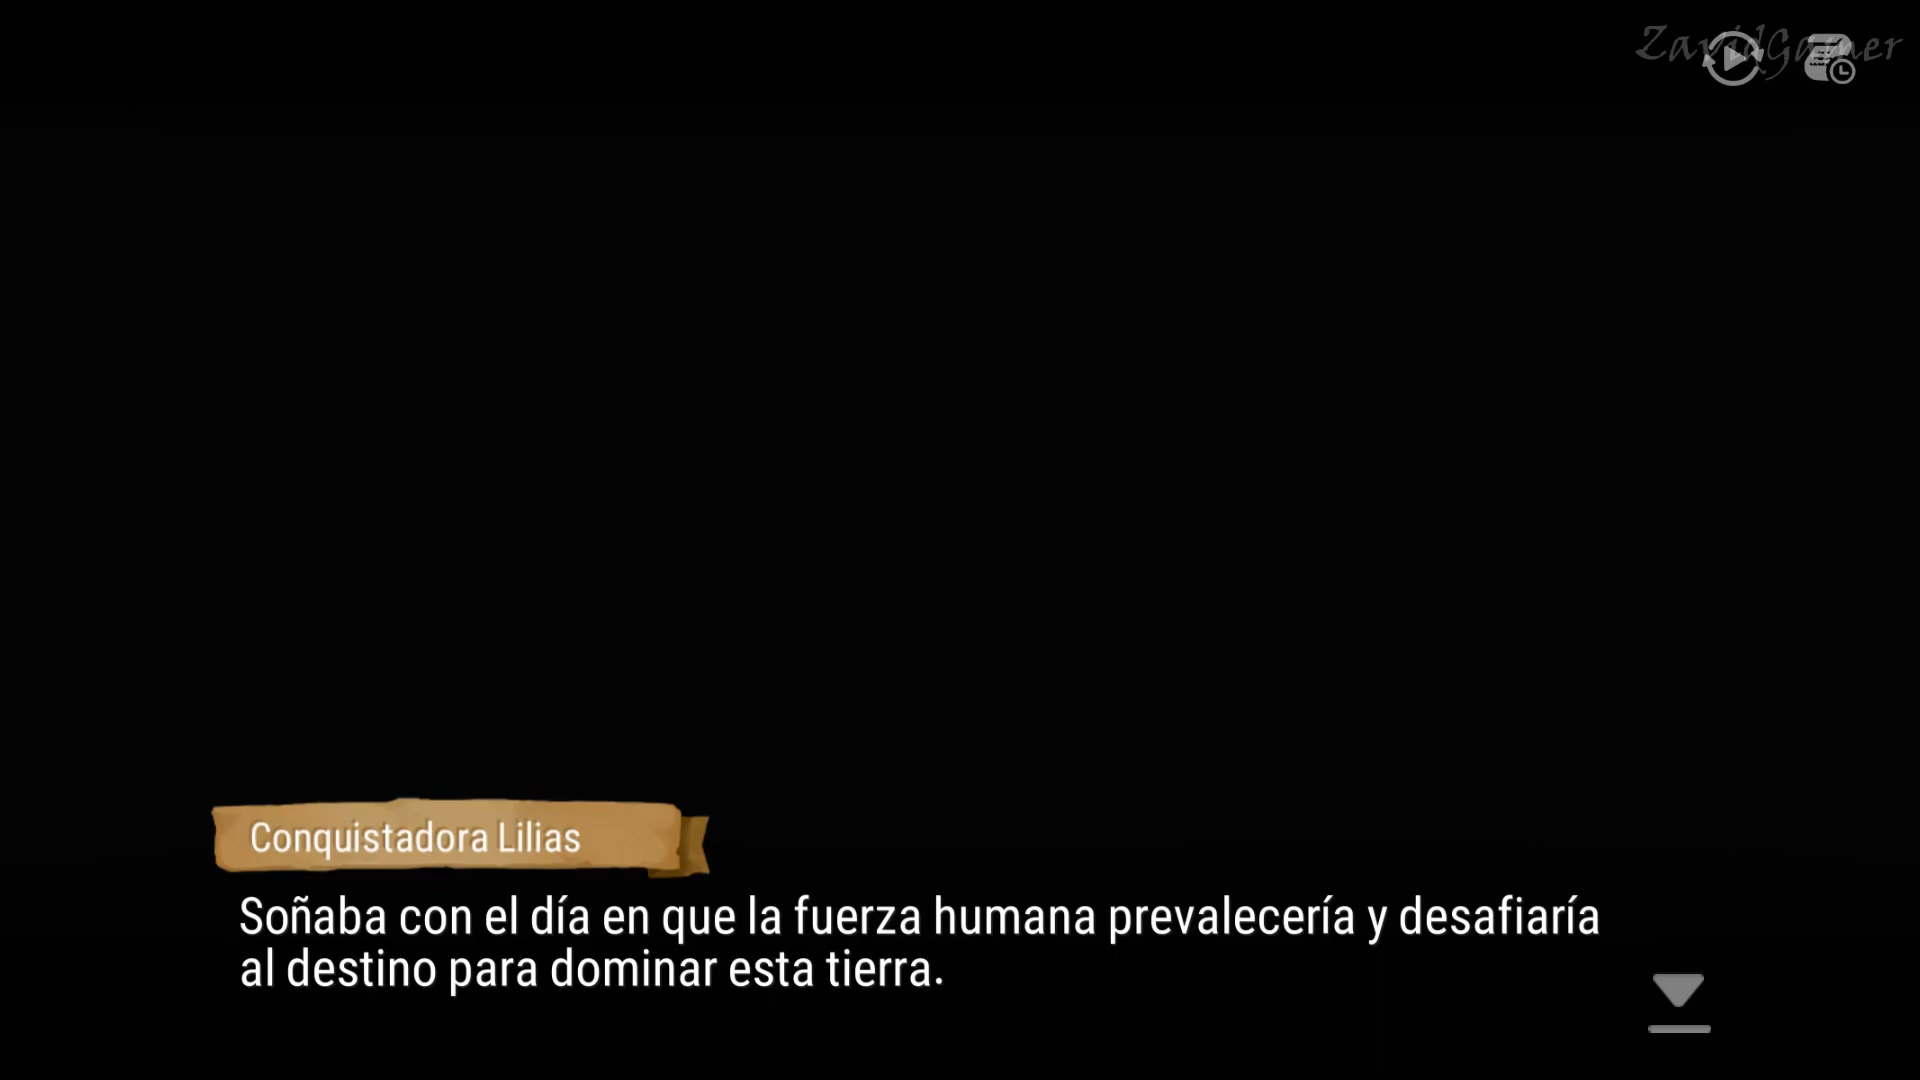 ZavidGamer
Conquistadora Lilias
Soñaba con el día en que la fuerza humana prevalecería y desafiaría
al destino para dominar esta tierra.